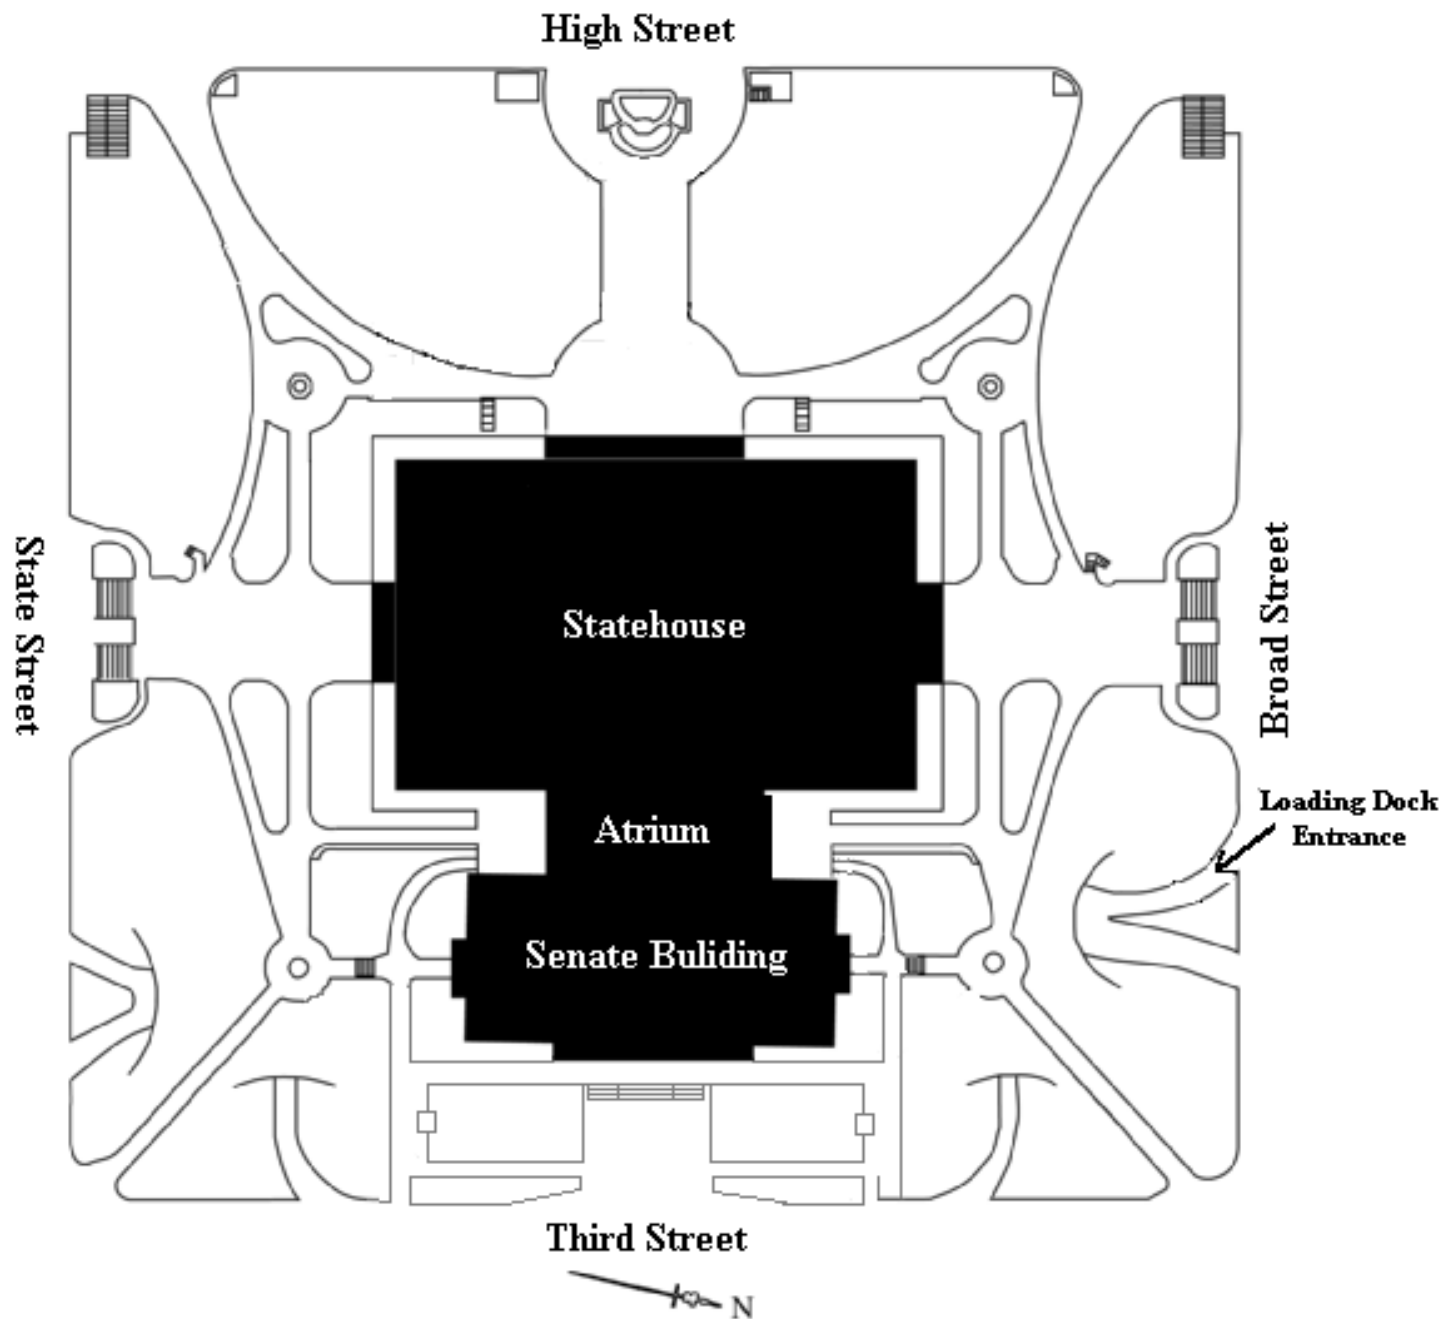 High Street
State Street
Statehouse
Broad Street
Loading Dock
Entrance
Atrium
Senate Buliding
Third Street
N